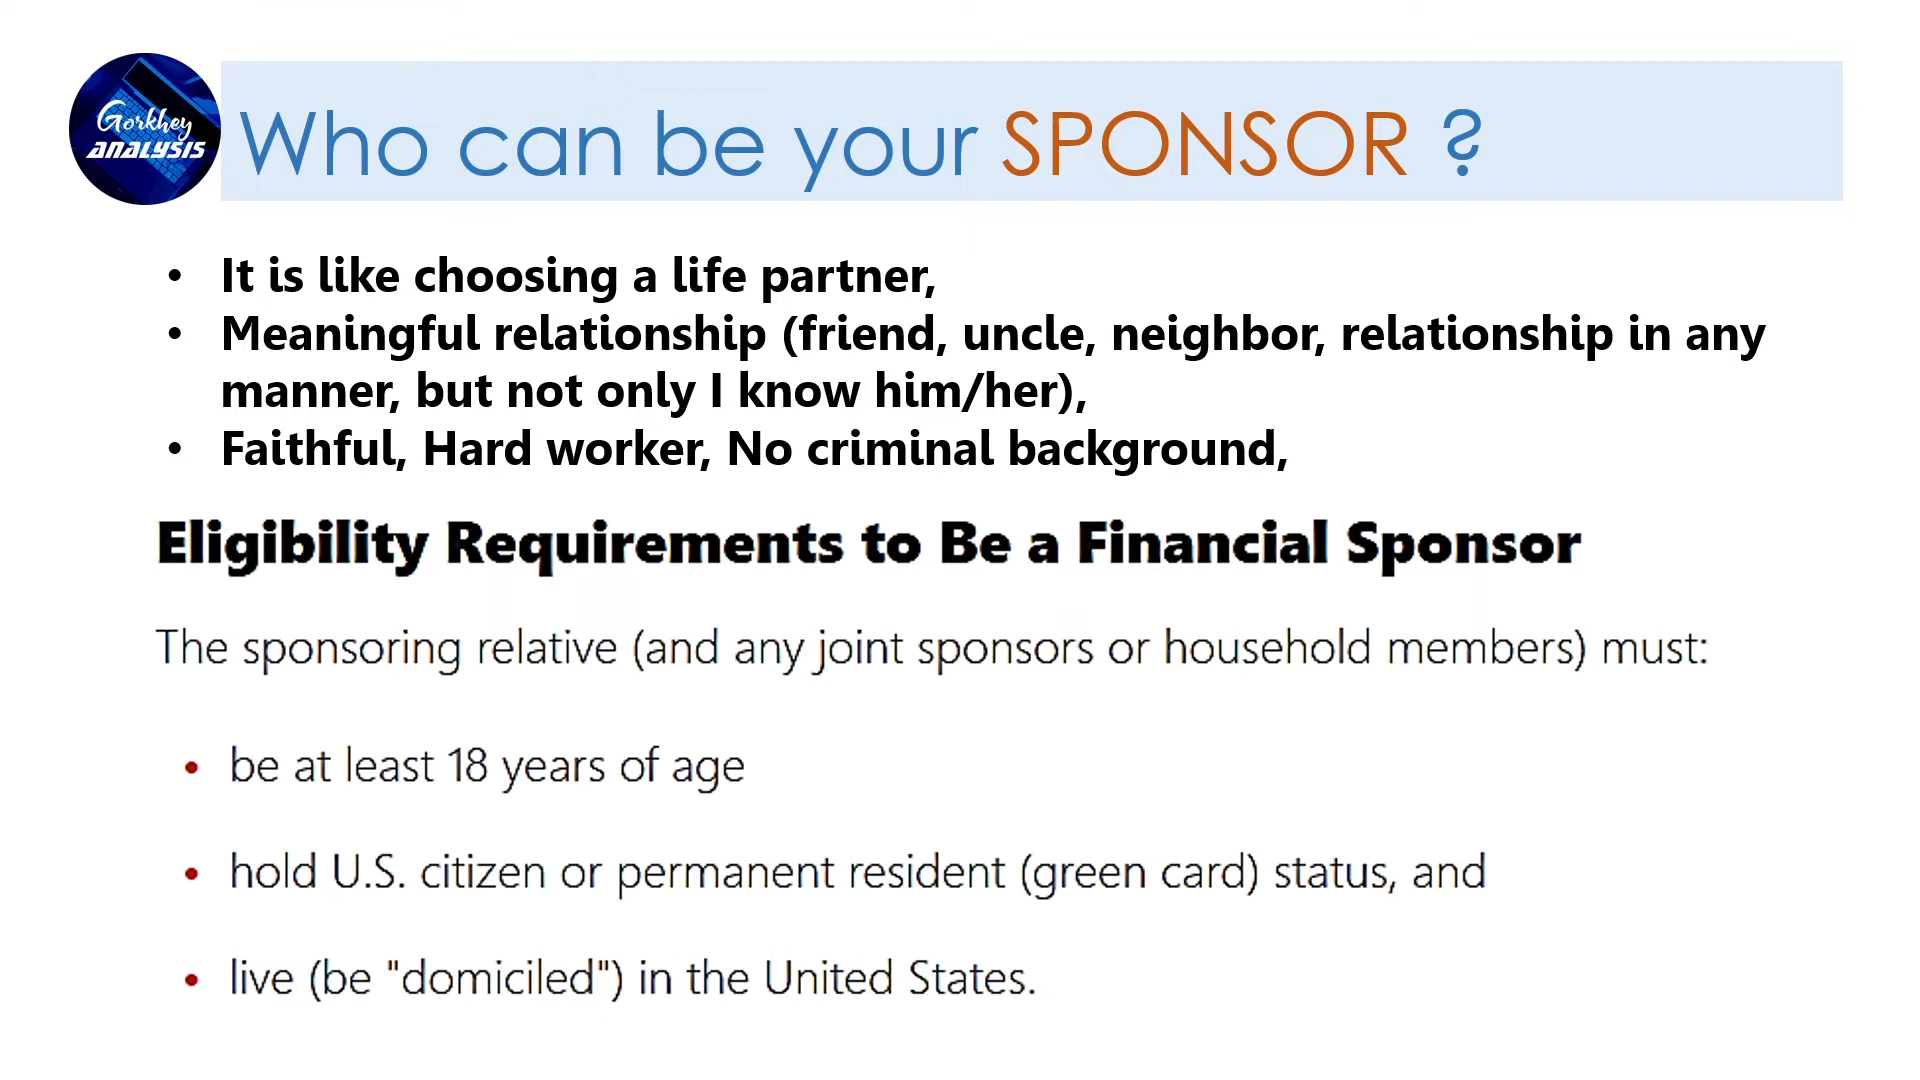 Gorkhey
ANALYSIS
Who can be your SPONSOR ?
• It is like choosing a life partner,
• Meaningful relationship (friend, uncle, neighbor, relationship in any
manner, but not only I know him/her),
• Faithful, Hard worker, No criminal background,
Eligibility Requirements to Be a Financial Sponsor
The sponsoring relative (and any joint sponsors or household members) must:
• be at least 18 years of age
• hold U.S. citizen or permanent resident (green card) status, and
• live (be "domiciled") in the United States.